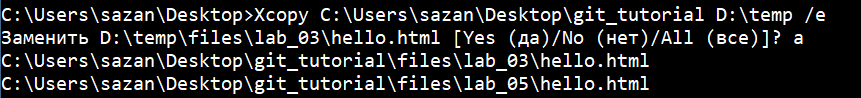 C:\Users\sazan\Desktop>Xcopy C:\Users\sazan\Desktop\git_tutorial D:\temp /e
Заменить D:\temp\files\lab_03\hello.html [Yes (да)/No (нет)/All (все)]? a
C:\Users\sazan\Desktop\git_tutorial\files\lab_03\hello.html
C:\Users\sazan\Desktop\git_tutorial\files\lab_05\hello.html